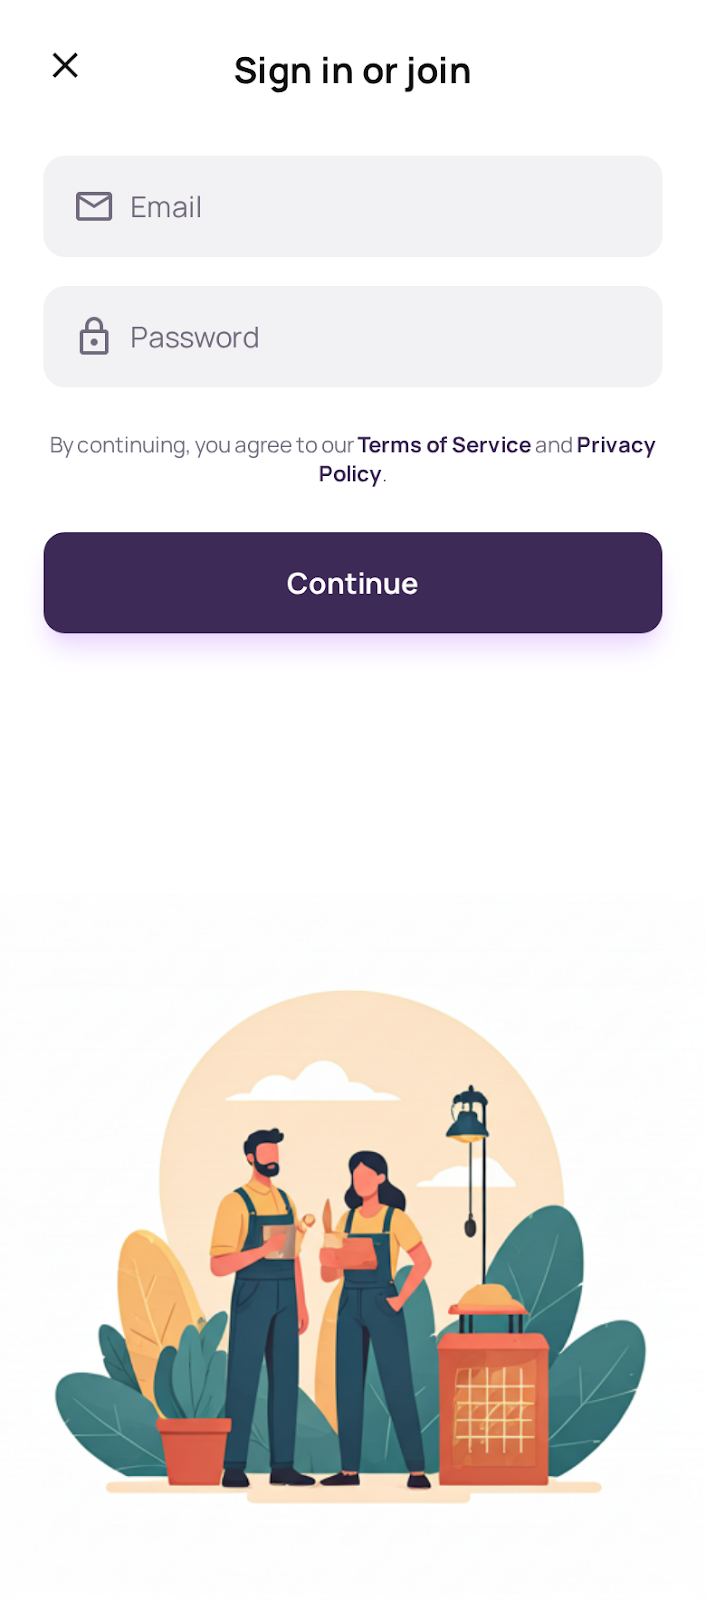 Sign in or join
Email
Password
By continuing, you agree to our Terms of Service and Privacy
Policy.
Continue